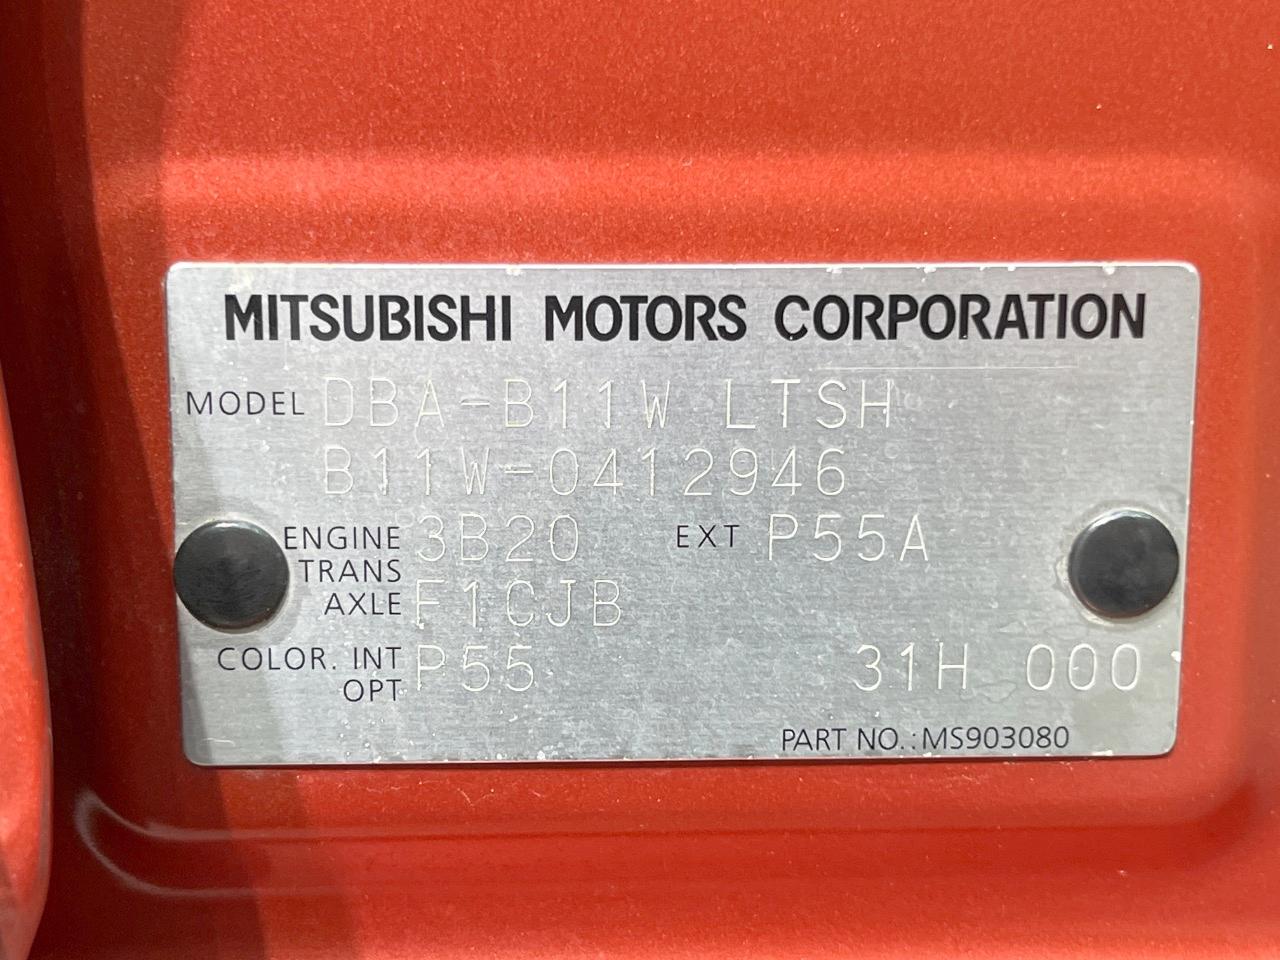 MITSUBISHI MOTORS CORPORATION
MODEL DBA-B11W LTSH
B11W-0412946
ENGINE 3B20 EXT P55A
TRANS
AXLE F1CJB
COLOR. INT P55 31H 000
OPT
PART NO.: MS903080